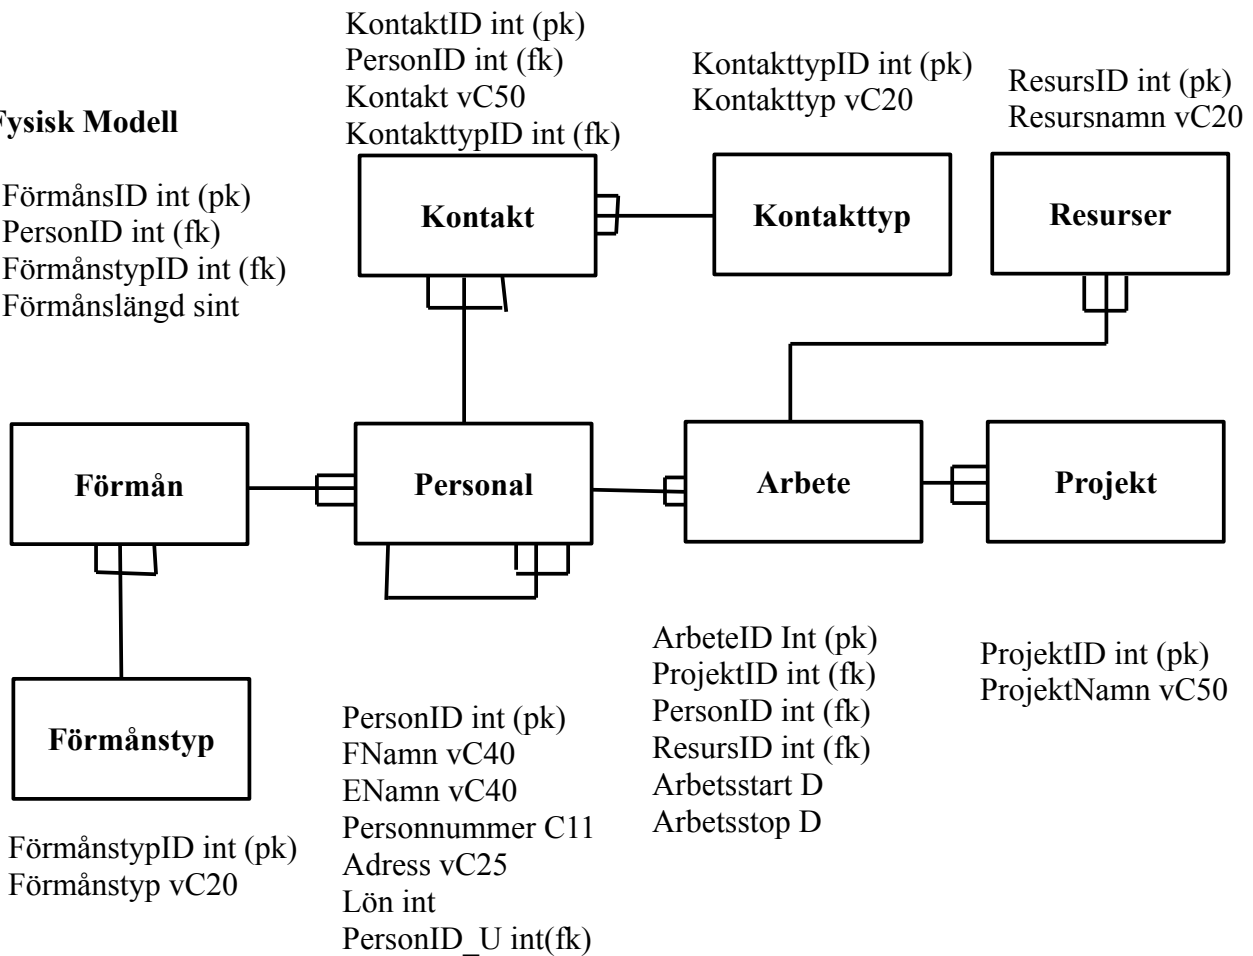 Fysisk Modell
KontaktID int (pk)
PersonID int (fk)
Kontakt vC50
KontakttypID int (fk)
KontakttypID int (pk)
Kontakttyp vC20
ResursID int (pk)
Resursnamn vC20
FörmånsID int (pk)
PersonID int (fk)
FörmånstypID int (fk)
Förmånslängd sint
Kontakt
Kontakttyp
Resurser
Förmån
Personal
Arbete
Projekt
Förmånstyp
FörmånstypID int (pk)
Förmånstyp vC20
PersonID int (pk)
FNamn vC40
ENamn vC40
Personnummer C11
Adress vC25
Lön int
PersonID_U int(fk)
ArbeteID Int (pk)
ProjektID int (fk)
PersonID int (fk)
ResursID int (fk)
Arbetsstart D
Arbetsstop D
ProjektID int (pk)
ProjektNamn vC50